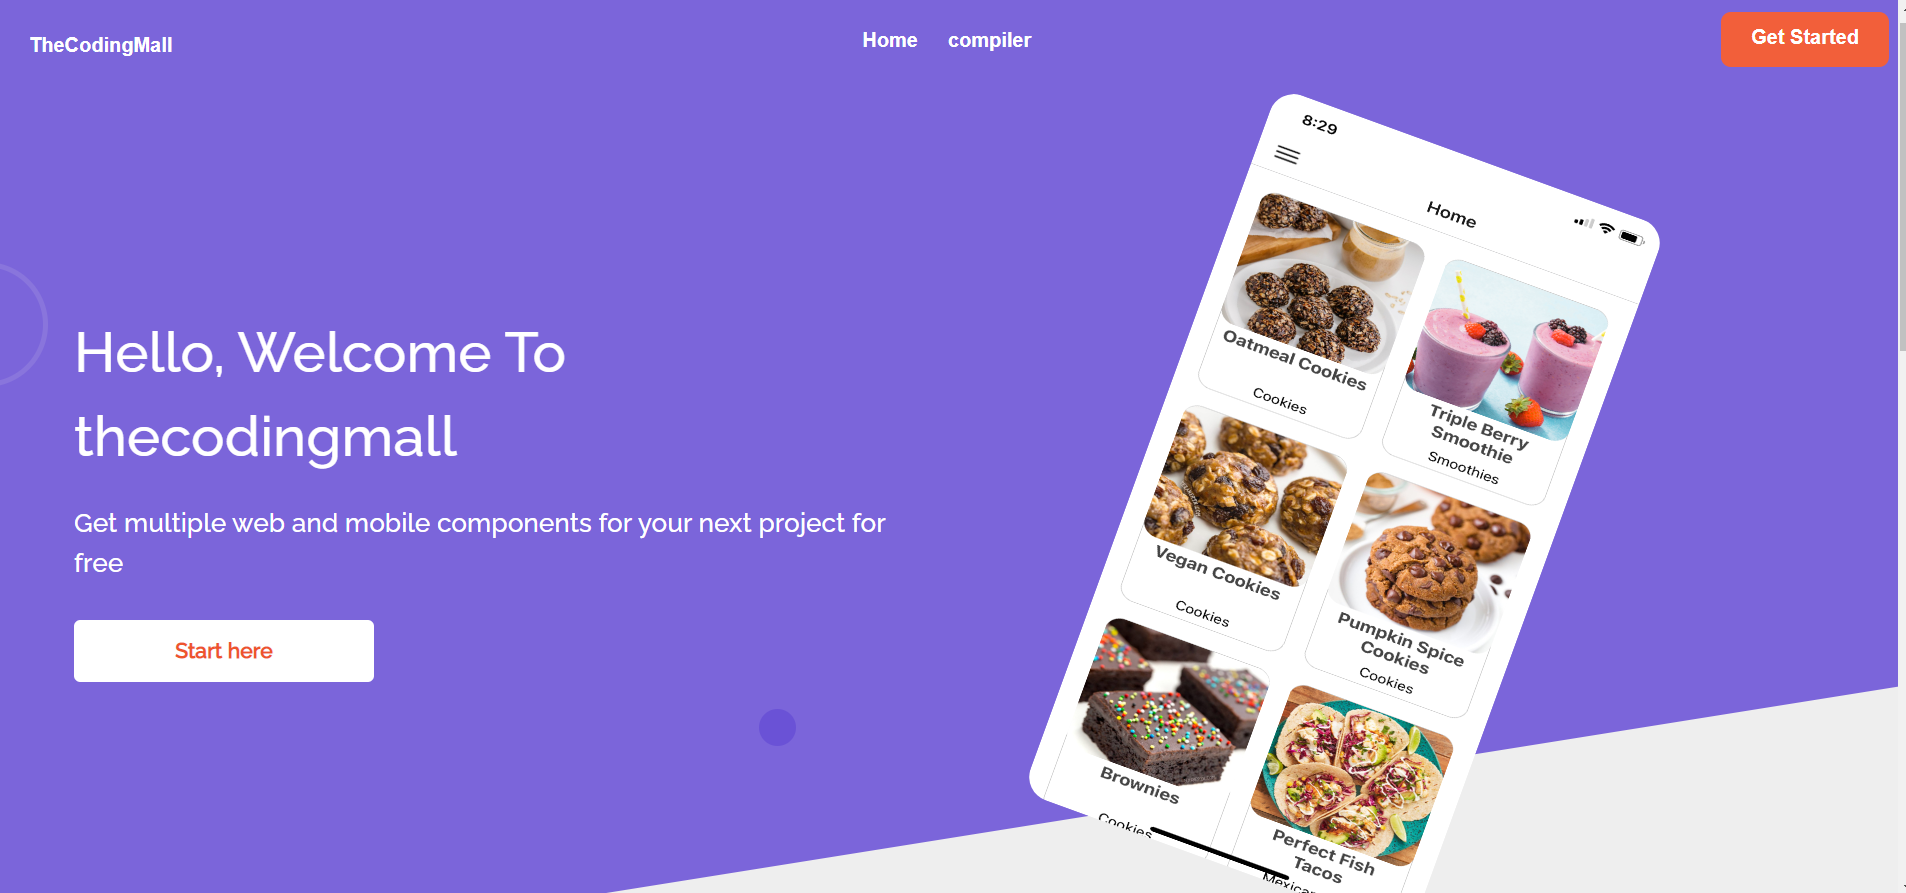 TheCodingMall
Home
compiler
Get Started
Hello, Welcome To
thecodingmall
Get multiple web and mobile components for your next project for
free
Start here
8:29
Home
Oatmeal Cookies
Cookies
Triple Berry
Smoothie
Smoothies
Vegan Cookies
Cookies
Pumpkin Spice
Cookies
Cookies
Brownies
Cookies
Perfect Fish
Tacos